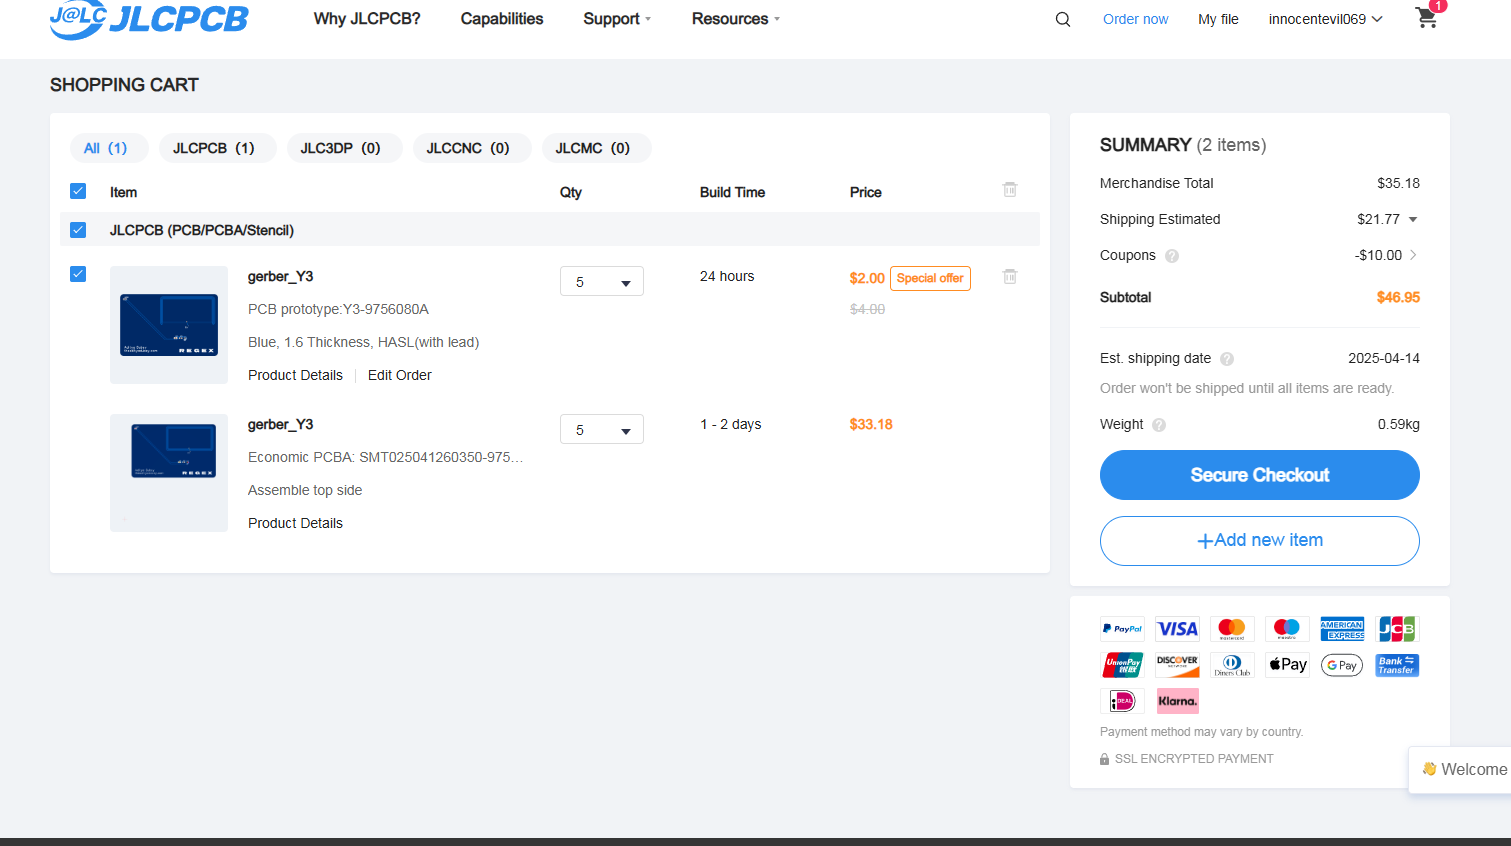 J@LC JLCPCB
Why JLCPCB? Capabilities Support Resources
Order now My file innocentevil069 1
SHOPPING CART
All (1) JLCPCB (1) JLC3DP (0) JLCCNC (0) JLCMC (0)
Item Qty Build Time Price
JLCPCB (PCB/PCBA/Stencil)
gerber_Y3 5 24 hours $2.00 Special offer
PCB prototype:Y3-9756080A $4.00
Blue, 1.6 Thickness, HASL(with lead)
Product Details Edit Order
REGEX
gerber_Y3 5 1 - 2 days $33.18
Economic PCBA: SMT025041260350-975...
Assemble top side
REGEX
Product Details
SUMMARY (2 items)
Merchandise Total $35.18
Shipping Estimated $21.77
Coupons ? -$10.00
Subtotal $46.95
Est. shipping date ? 2025-04-14
Order won't be shipped until all items are ready.
Weight ? 0.59kg
Secure Checkout
+Add new item
PayPal VISA mastercard maestro AMERICAN EXPRESS JCB
UnionPay 银联 DISCOVER NETWORK Diners Club Pay G Pay Bank Transfer
iDEAL Klarna.
Payment method may vary by country.
SSL ENCRYPTED PAYMENT
👋 Welcome